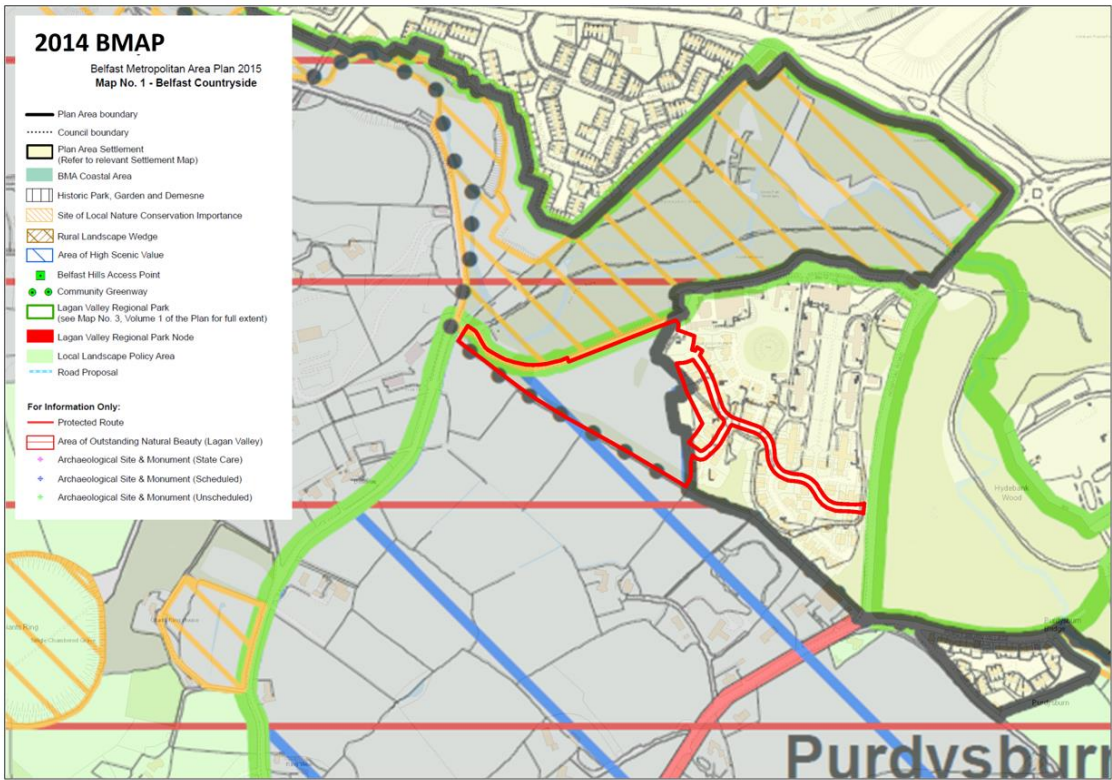 2014 BMAP
Belfast Metropolitan Area Plan 2015
Map No. 1 - Belfast Countryside
Plan Area boundary
Council boundary
Plan Area Settlement
(Refer to relevant Settlement Map)
BMA Coastal Area
Historic Park, Garden and Demesne
Site of Local Nature Conservation Importance
Rural Landscape Wedge
Area of High Scenic Value
Belfast Hills Access Point
Community Greenway
Lagan Valley Regional Park
(see Map No. 3, Volume 1 of the Plan for full extent)
Lagan Valley Regional Park Node
Local Landscape Policy Area
Road Proposal
For Information Only:
Protected Route
Area of Outstanding Natural Beauty (Lagan Valley)
Archaeological Site & Monument (State Care)
Archaeological Site & Monument (Scheduled)
Archaeological Site & Monument (Unscheduled)
Hydebank
Wood
Purdysburn
Purdysburn